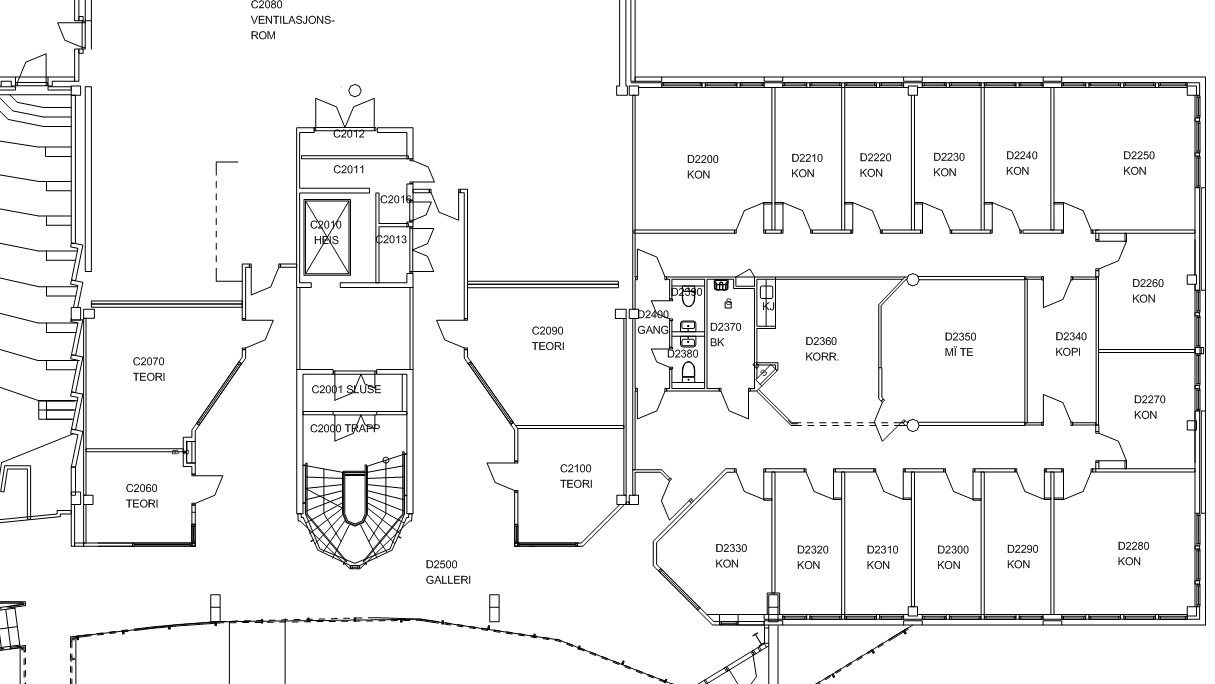 C2080
VENTILASJONS-
ROM
C2012
C2011
C2016
C2010
HEIS
C2013
D2200
KON
D2210
KON
D2220
KON
D2230
KON
D2240
KON
D2250
KON
D2260
KON
D2390
D2400
GANG
D2380
D2370
BK
KJ
D2360
KORR.
D2350
MÏ TE
D2340
KOPI
D2270
KON
C2070
TEORI
C2090
TEORI
C2001 SLUSE
C2000 TRAPP
C2060
TEORI
C2100
TEORI
D2500
GALLERI
D2330
KON
D2320
KON
D2310
KON
D2300
KON
D2290
KON
D2280
KON